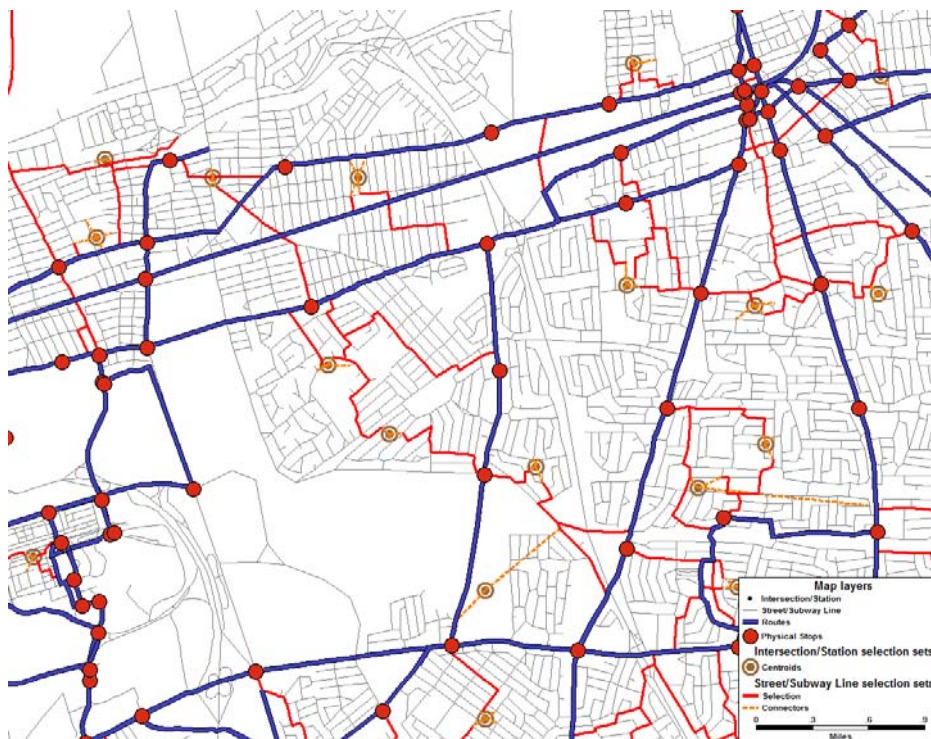 Map layers
Intersection/Station
Street/Subway Line
Routes
Physical Stops
Intersection/Station selection sets
Centroids
Street/Subway Line selection sets
Selection
Connectors
0 3 6 9
Miles